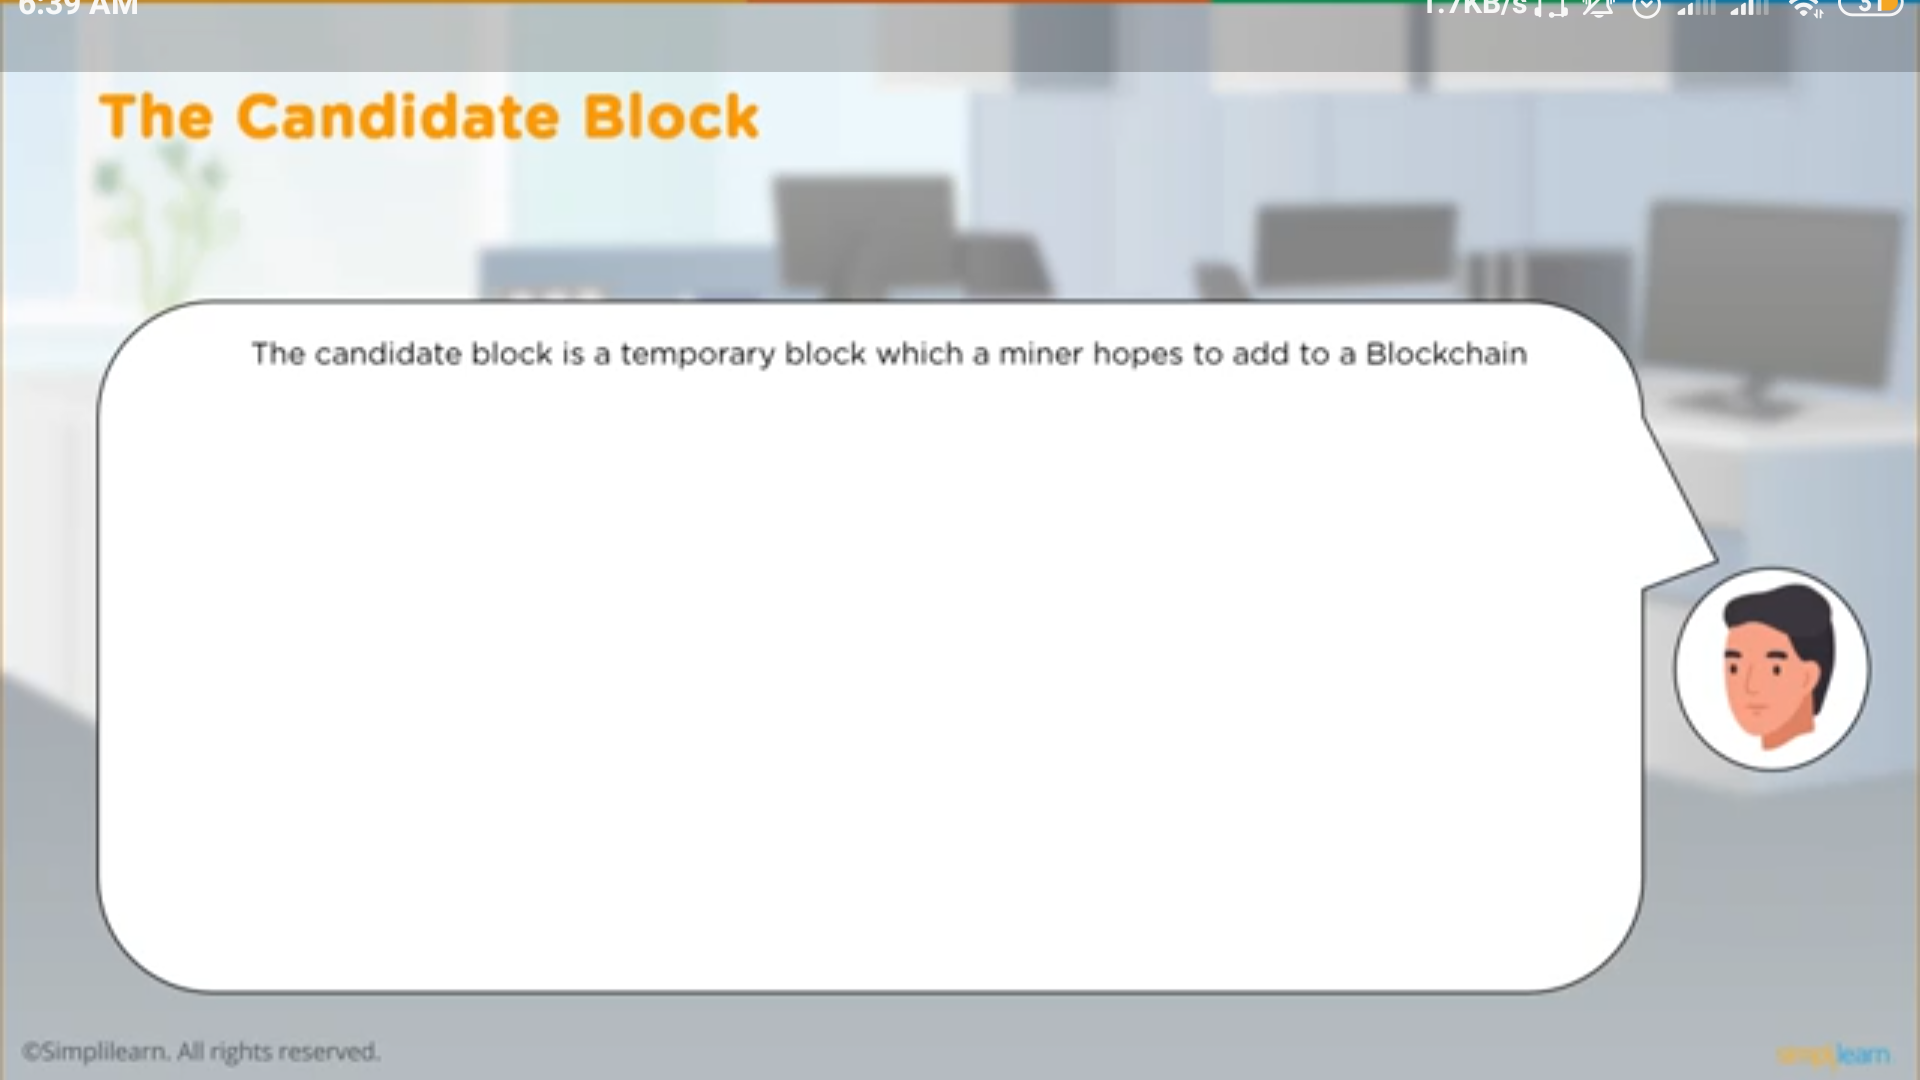 6:39 AM
1.7KB/s
31
The Candidate Block
The candidate block is a temporary block which a miner hopes to add to a Blockchain
©Simplilearn. All rights reserved.
simplilearn